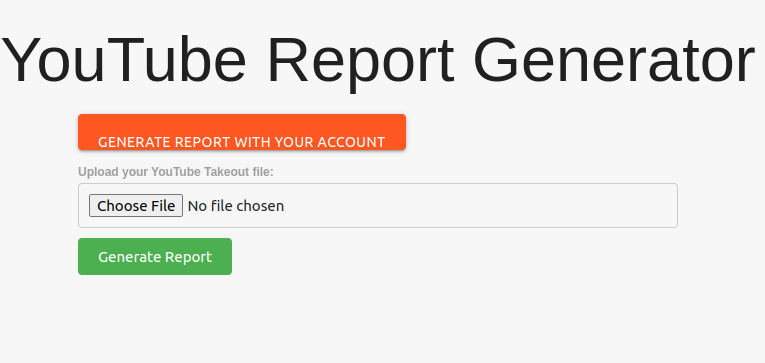 YouTube Report Generator
GENERATE REPORT WITH YOUR ACCOUNT
Upload your YouTube Takeout file:
Choose File No file chosen
Generate Report